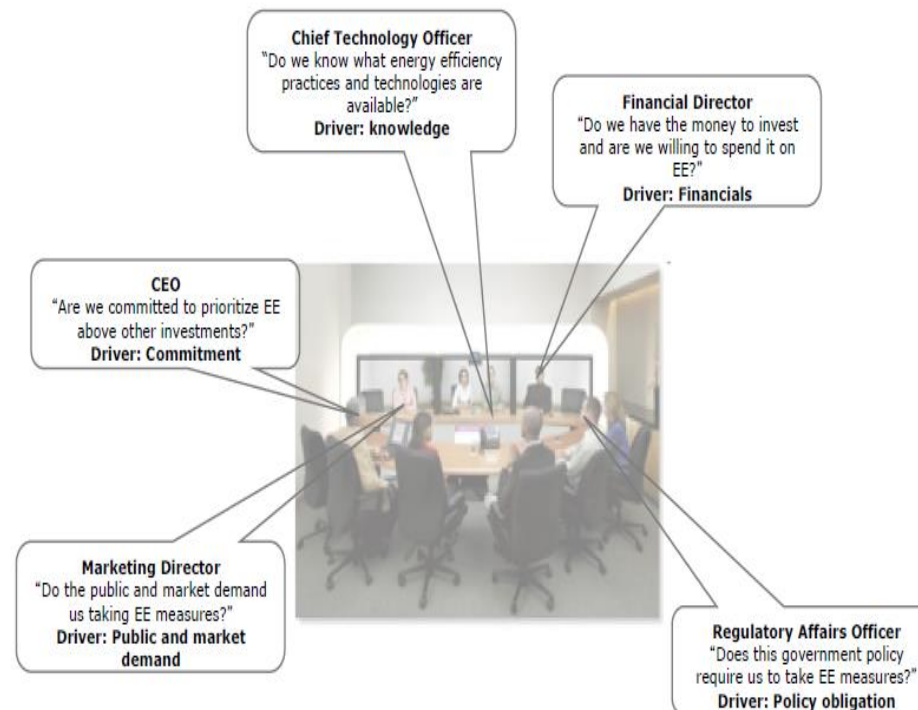 Chief Technology Officer
“Do we know what energy efficiency
practices and technologies are
available?”
Driver: knowledge
Financial Director
“Do we have the money to invest
and are we willing to spend it on
EE?”
Driver: Financials
CEO
“Are we committed to prioritize EE
above other investments?”
Driver: Commitment
Marketing Director
“Do the public and market demand
us taking EE measures?”
Driver: Public and market
demand
Regulatory Affairs Officer
“Does this government policy
require us to take EE measures?”
Driver: Policy obligation